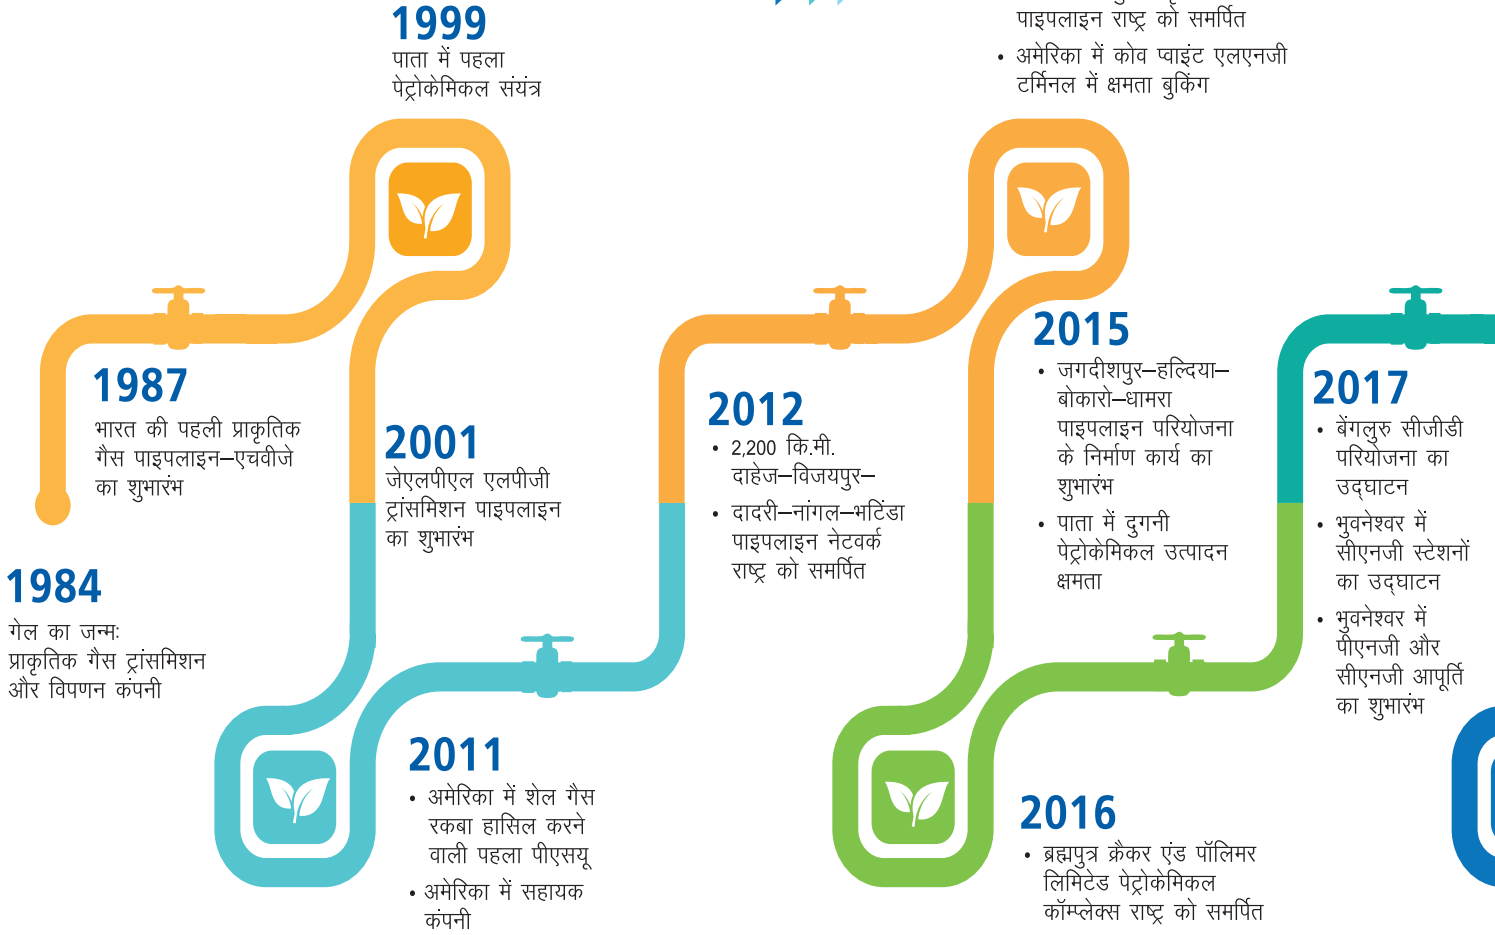 1999
पाता में पहला
पेट्रोकेमिकल संयंत्र
पाइपलाइन राष्ट्र को समर्पित
• अमेरिका में कोव प्वाइंट एलएनजी
टर्मिनल में क्षमता बुकिंग
1987
भारत की पहली प्राकृतिक
गैस पाइपलाइन–एचवीजे
का शुभारंभ
1984
गेल का जन्मः
प्राकृतिक गैस ट्रांसमिशन
और विपणन कंपनी
2001
जेएलपीएल एलपीजी
ट्रांसमिशन पाइपलाइन
का शुभारंभ
2011
• अमेरिका में शेल गैस
रकबा हासिल करने
वाली पहला पीएसयू
• अमेरिका में सहायक
कंपनी
2012
• 2,200 कि.मी.
दाहेज–विजयपुर–
• दादरी–नांगल–भटिंडा
पाइपलाइन नेटवर्क
राष्ट्र को समर्पित
2015
• जगदीशपुर–हल्दिया–
बोकारो–धामरा
पाइपलाइन परियोजना
के निर्माण कार्य का
शुभारंभ
• पाता में दुगनी
पेट्रोकेमिकल उत्पादन
क्षमता
2016
• ब्रह्मपुत्र क्रैकर एंड पॉलिमर
लिमिटेड पेट्रोकेमिकल
कॉम्प्लेक्स राष्ट्र को समर्पित
2017
• बेंगलुरु सीजीडी
परियोजना का
उद्घाटन
• भुवनेश्वर में
सीएनजी स्टेशनों
का उद्घाटन
• भुवनेश्वर में
पीएनजी और
सीएनजी आपूर्ति
का शुभारंभ